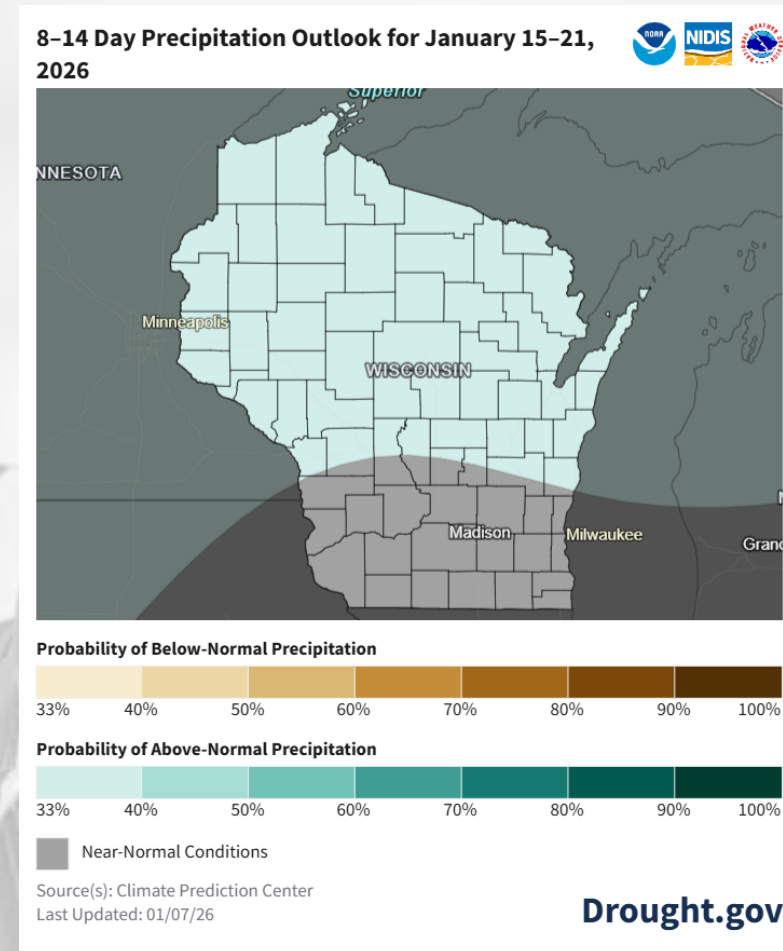 8–14 Day Precipitation Outlook for January 15–21,
2026
NOAA
NIDIS
Superior
NNESOTA
Minneapolis
WISCONSIN
Madison
Milwaukee
Grand
Probability of Below-Normal Precipitation
33% 40% 50% 60% 70% 80% 90% 100%
Probability of Above-Normal Precipitation
33% 40% 50% 60% 70% 80% 90% 100%
Near-Normal Conditions
Source(s): Climate Prediction Center
Last Updated: 01/07/26
Drought.gov